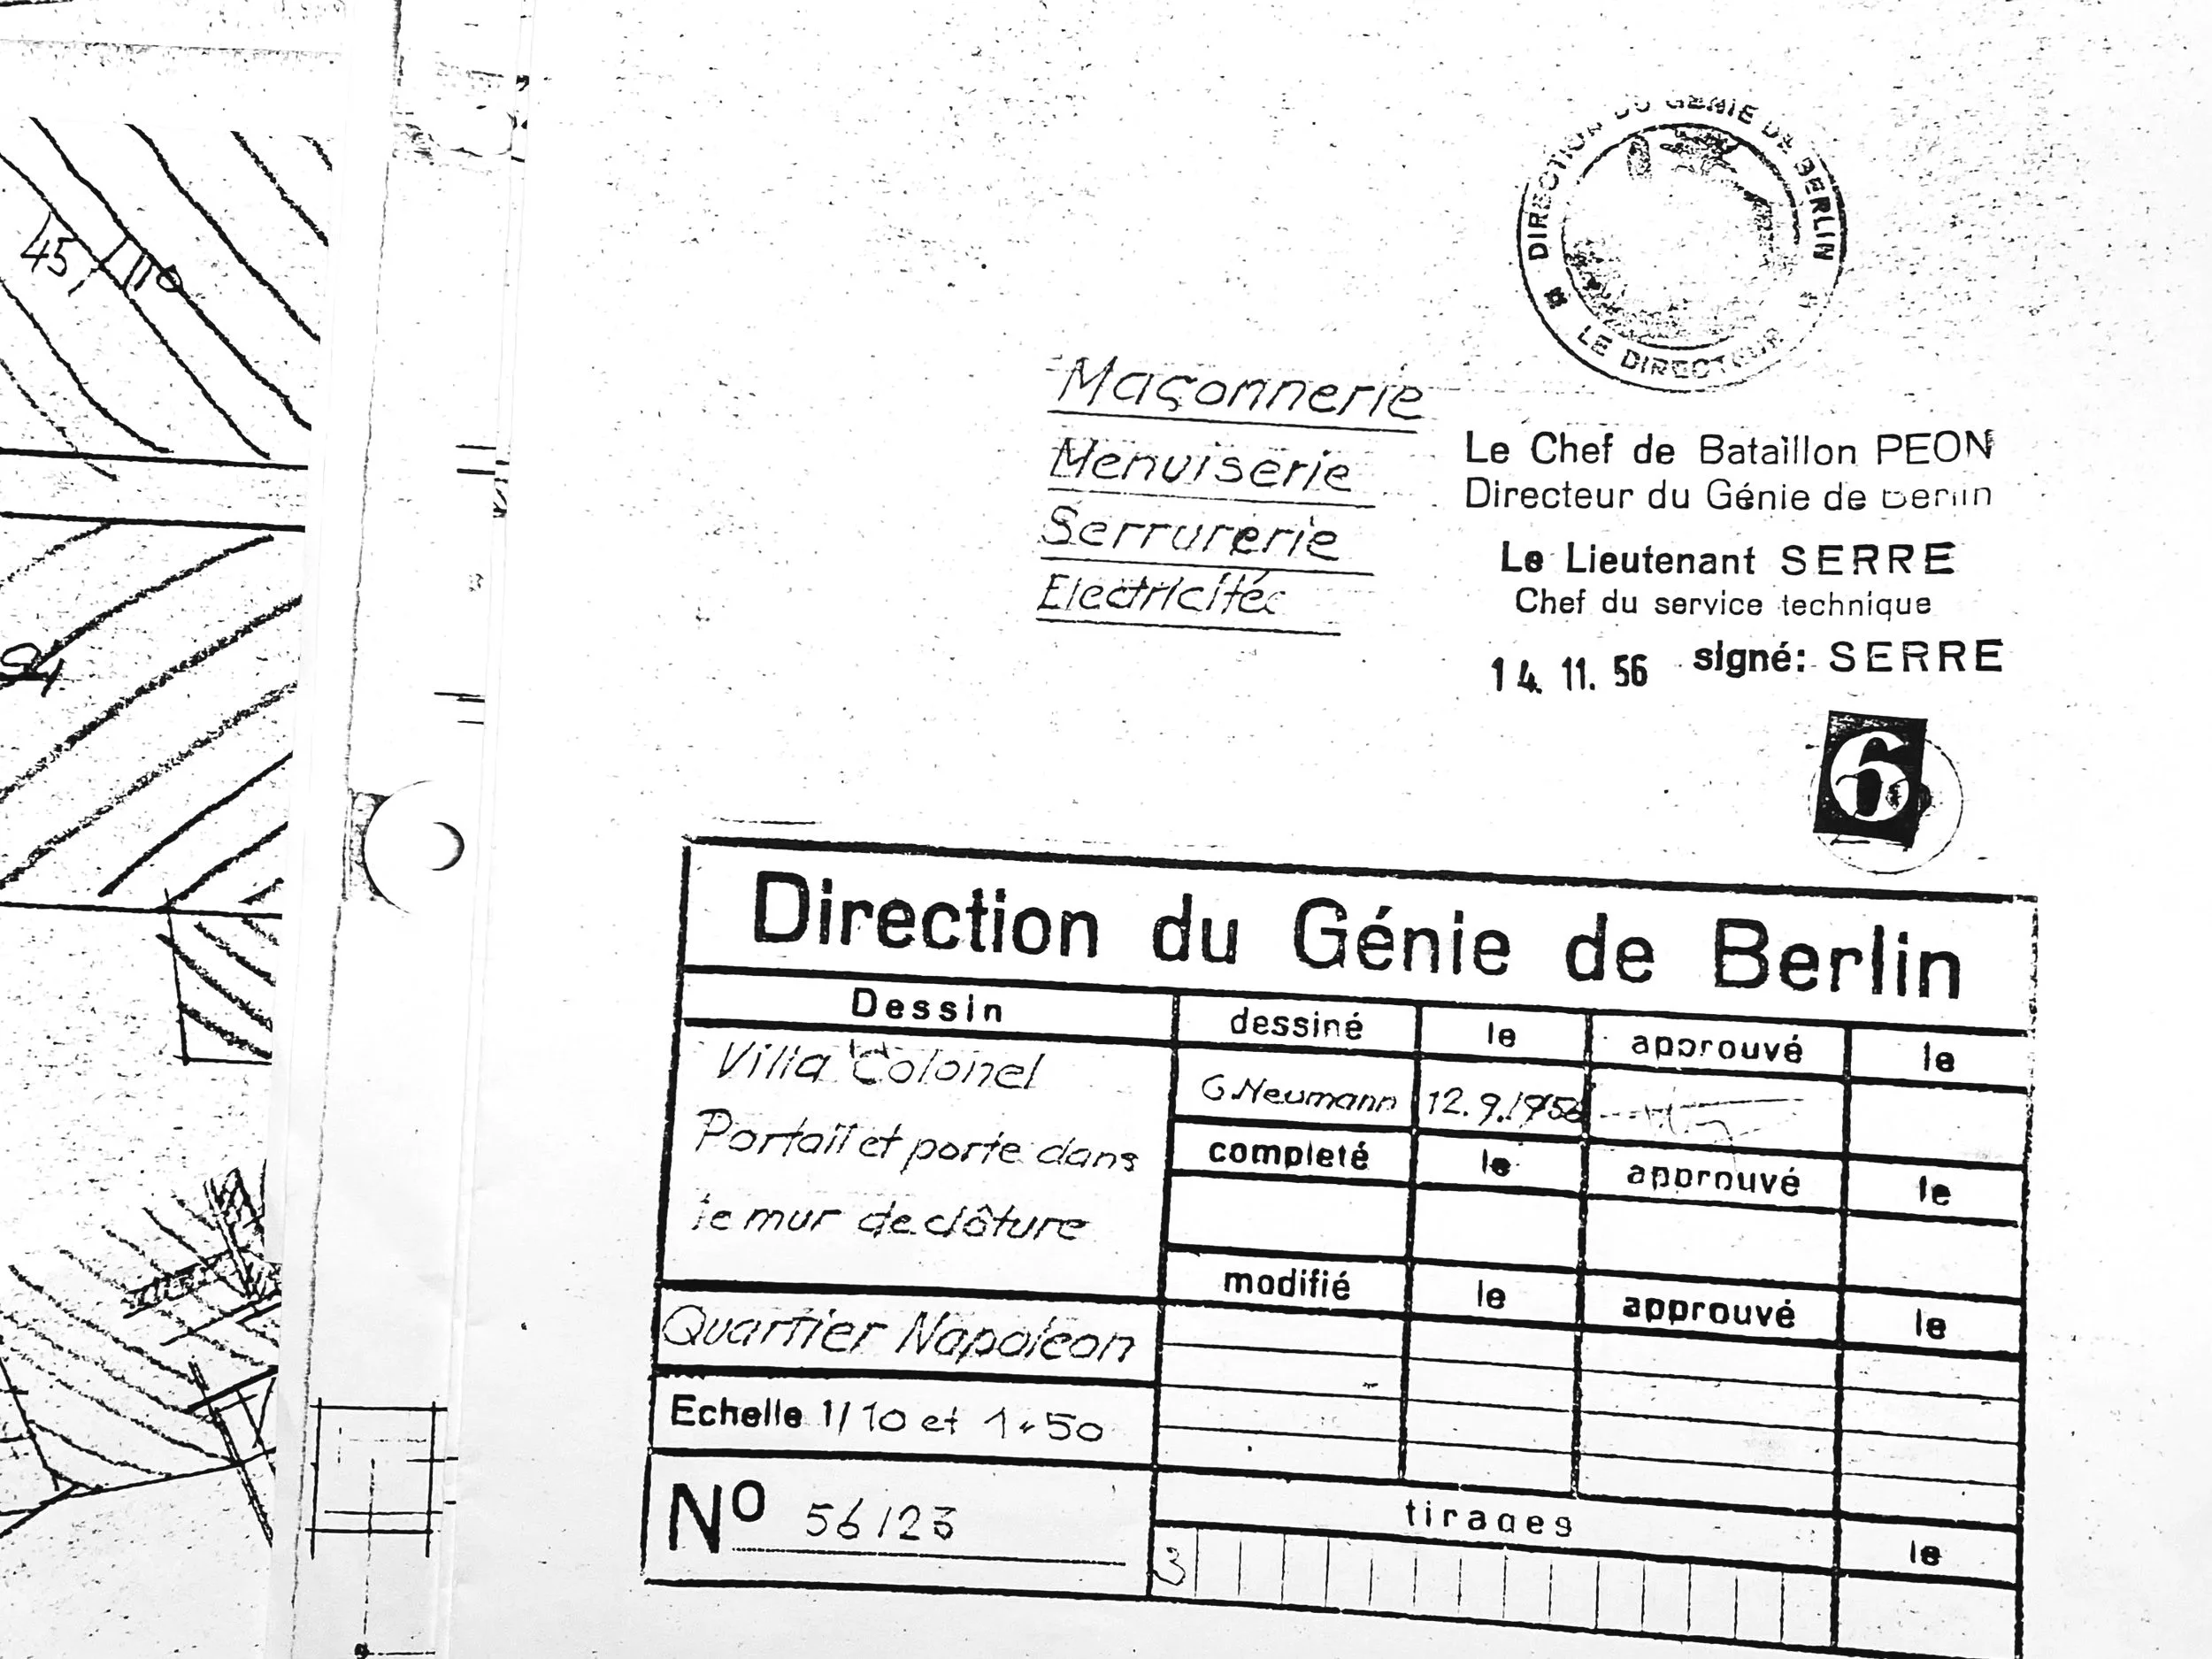 45
110
94
DIRECTION DU GÉNIE DE BERLIN
LE DIRECTEUR
Maçonnerie
Menuiserie
Serrurerie
Electricité
Le Chef de Bataillon PEON
Directeur du Génie de Berlin
Le Lieutenant SERRE
Chef du service technique
14. 11. 56 signé: SERRE
6
Direction du Génie de Berlin
Dessin dessiné le approuvé le
Villa Colonel
G. Neumann 12.9.1956
Portail et porte dans
completé le approuvé le
le mur de clôture
modifié le approuvé le
Quartier Napoleon
Echelle 1/10 et 1:50
tirages le
Nº 56/23
3